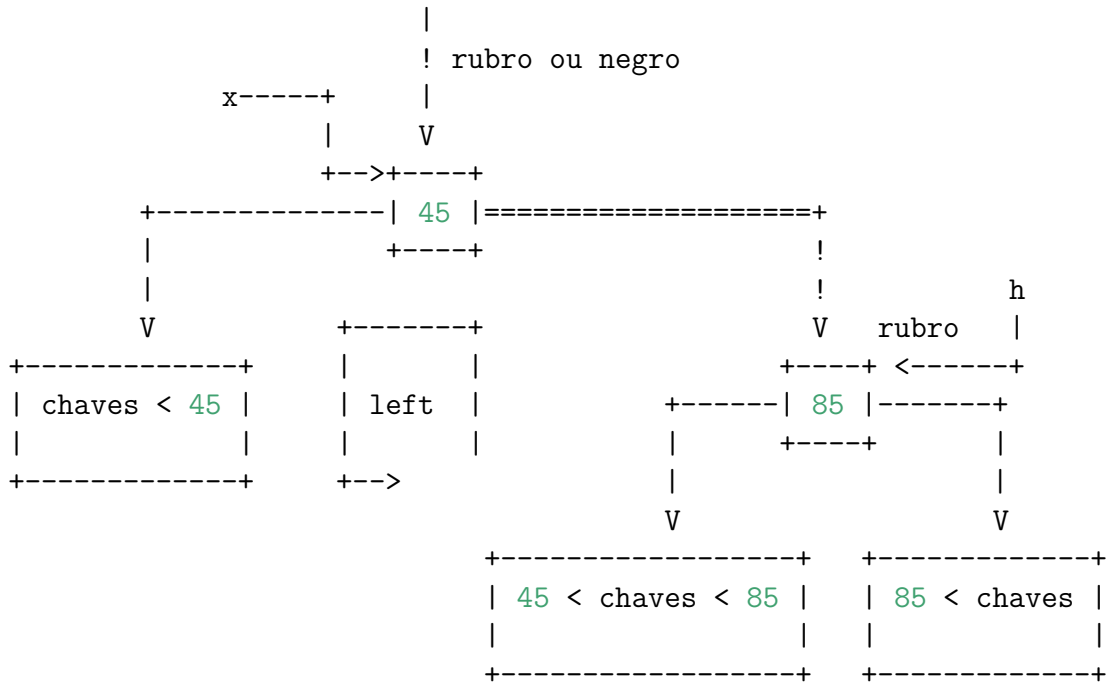 |
! rubro ou negro
x-----+     |
|     V
+-->+----+
+--------------| 45 |====================+
|              +----+                    !
|                                        !           h
V           +-------+                    V   rubro   |
+--------------+     |       |                  +----+ <------+
| chaves < 45 |     | left  |           +------| 85 |-------+
|             |     |       |           |      +----+       |
+--------------+     +-->                |                   |
V                   V
+-------------------+   +-------------+
| 45 < chaves < 85 |   | 85 < chaves |
|                  |   |             |
+-------------------+   +-------------+